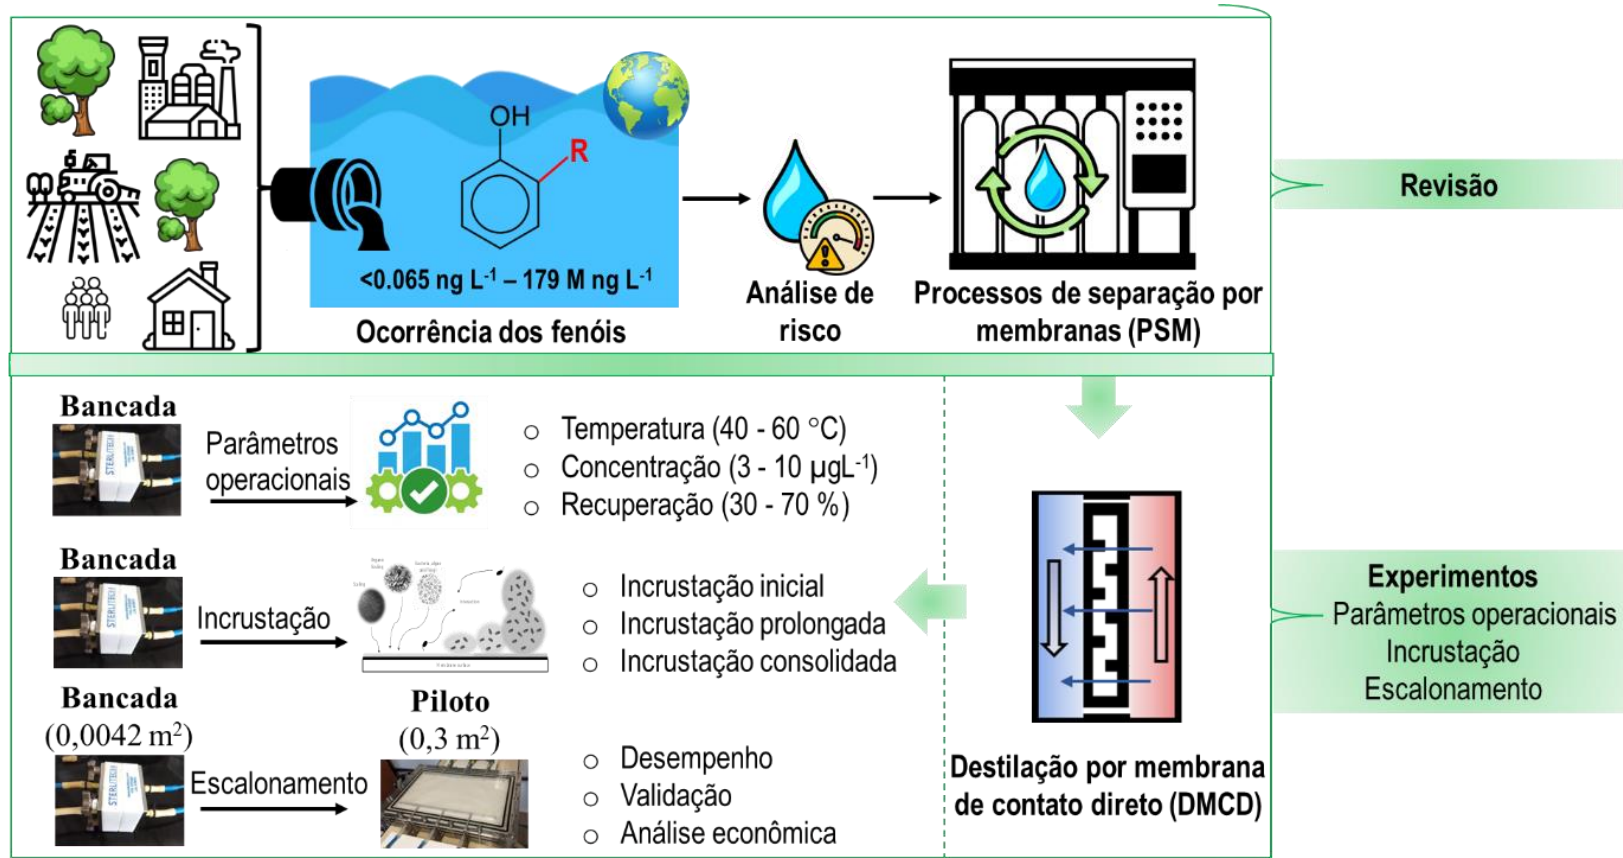 OH
R
<0.065 ng L⁻¹ – 179 M ng L⁻¹
Ocorrência dos fenóis
Análise de
risco
Processos de separação por
membranas (PSM)
Revisão
Bancada
STERLITECH
Parâmetros
operacionais
o Temperatura (40 - 60 °C)
o Concentração (3 - 10 µgL⁻¹)
o Recuperação (30 - 70 %)
Bancada
STERLITECH
Incrustação
o Incrustação inicial
o Incrustação prolongada
o Incrustação consolidada
Bancada
(0,0042 m²)
STERLITECH
Escalonamento
Piloto
(0,3 m²)
o Desempenho
o Validação
o Análise econômica
Destilação por membrana
de contato direto (DMCD)
Experimentos
Parâmetros operacionais
Incrustação
Escalonamento